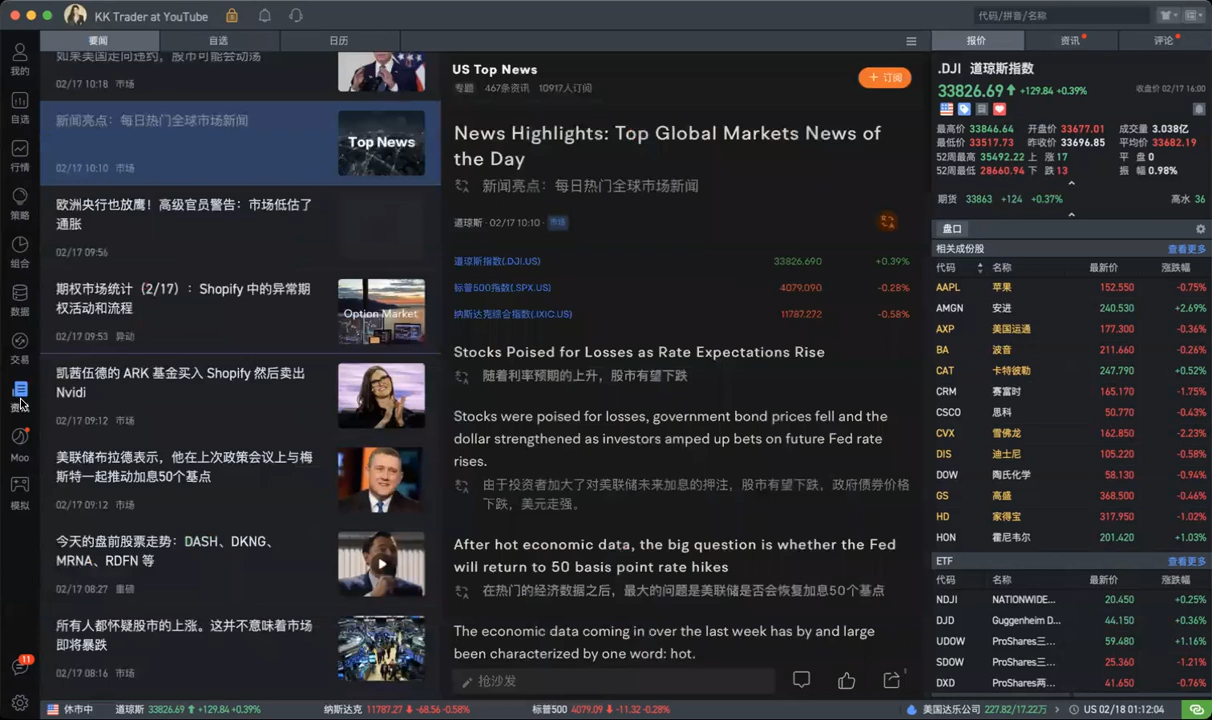 KK Trader at YouTube
代码/拼音/名称
我的
自选
行情
策略
组合
数据
交易
Moo
模拟
11
要闻
自选
日历
如果美国走向违约，股市可能会动荡
02/17 10:18 市场
新闻亮点：每日热门全球市场新闻
02/17 10:10 市场
Top News
欧洲央行也放鹰！高级官员警告：市场低估了
通胀
02/17 09:56
期权市场统计（2/17）：Shopify 中的异常期
权活动和流程
02/17 09:53 异动
Option Market
凯茜伍德的 ARK 基金买入 Shopify 然后卖出
Nvidi
02/17 09:12 市场
美联储布拉德表示，他在上次政策会议上与梅
斯特一起推动加息50个基点
02/17 09:12 市场
今天的盘前股票走势：DASH、DKNG、
MRNA、RDFN 等
02/17 08:27 重磅
所有人都怀疑股市的上涨。这并不意味着市场
即将暴跌
02/17 08:16 市场
US Top News
专题 467条资讯 10917人订阅
+ 订阅
News Highlights: Top Global Markets News of
the Day
新闻亮点：每日热门全球市场新闻
道琼斯 · 02/17 10:10 · 市场
道琼斯指数(.DJI.US) 33826.690 +0.39%
标普500指数(.SPX.US) 4079.090 -0.28%
纳斯达克综合指数(.IXIC.US) 11787.272 -0.58%
Stocks Poised for Losses as Rate Expectations Rise
随着利率预期的上升，股市有望下跌
Stocks were poised for losses, government bond prices fell and the
dollar strengthened as investors amped up bets on future Fed rate
rises.
由于投资者加大了对美联储未来加息的押注，股市有望下跌，政府债券价格
下跌，美元走强。
After hot economic data, the big question is whether the Fed
will return to 50 basis point rate hikes
在热门的经济数据之后，最大的问题是美联储是否会恢复加息50个基点
The economic data coming in over the last week has by and large
been characterized by one word: hot.
抢沙发
1
报价
资讯
评论
.DJI 道琼斯指数
33826.69 +129.84 +0.39% 收盘价 02/17 16:00
最高价 33846.64 开盘价 33677.01 成交量 3.038亿
最低价 33517.73 昨收价 33696.85 平均价 33682.19
52周最高 35492.22 上 涨 17 平 盘 0
52周最低 28660.94 下 跌 13 振 幅 0.98%
期货 33863 +124 +0.37% 高水 36
盘口
相关成份股 查看更多
代码 名称 最新价 涨跌幅
AAPL 苹果 152.550 -0.75%
AMGN 安进 240.530 +2.69%
AXP 美国运通 177.300 -0.36%
BA 波音 211.660 -0.26%
CAT 卡特彼勒 247.790 +0.52%
CRM 赛富时 165.170 -1.75%
CSCO 思科 50.770 -0.43%
CVX 雪佛龙 162.850 -2.23%
DIS 迪士尼 105.220 -0.58%
DOW 陶氏化学 58.130 -0.94%
GS 高盛 368.500 -0.46%
HD 家得宝 317.950 -1.02%
HON 霍尼韦尔 201.420 +1.03%
ETF 查看更多
代码 名称 最新价 涨跌幅
NDJI NATIONWIDE... 20.450 +0.25%
DJD Guggenheim D... 44.150 +0.36%
UDOW ProShares三... 59.480 +1.16%
SDOW ProShares三... 25.360 -1.21%
DXD ProShares两... 41.650 -0.76%
休市中 道琼斯 33826.69 +129.84 +0.39% 纳斯达克 11787.27 -68.56 -0.58% 标普500 4079.09 -11.32 -0.28% 美国达乐公司 227.82/17.22万 US 02/18 01:12:04